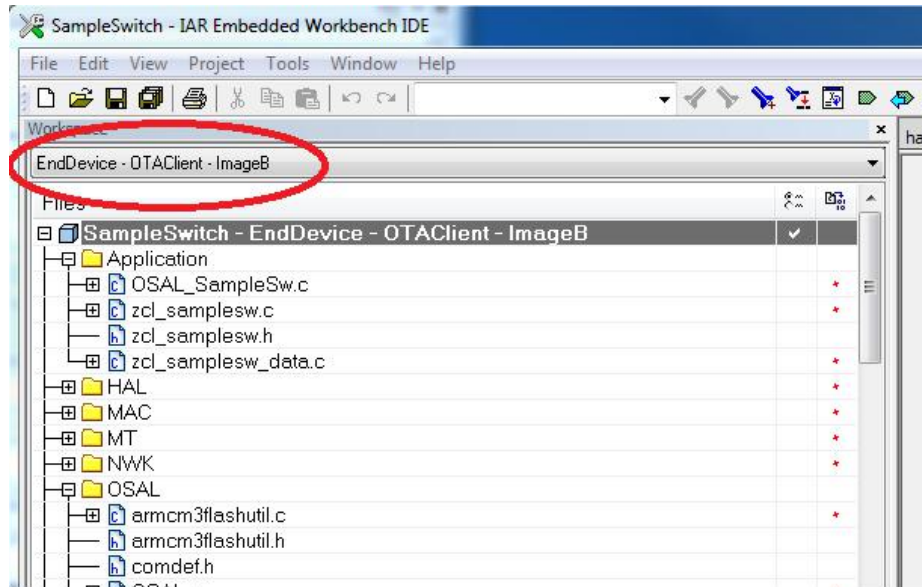 SampleSwitch - IAR Embedded Workbench IDE
File Edit View Project Tools Window Help
Workspace
EndDevice - OTAClient - ImageB
Files
SampleSwitch - EndDevice - OTAClient - ImageB
Application
OSAL_SampleSw.c
zcl_samplesw.c
zcl_samplesw.h
zcl_samplesw_data.c
HAL
MAC
MT
NWK
OSAL
armcm3flashutil.c
armcm3flashutil.h
comdef.h